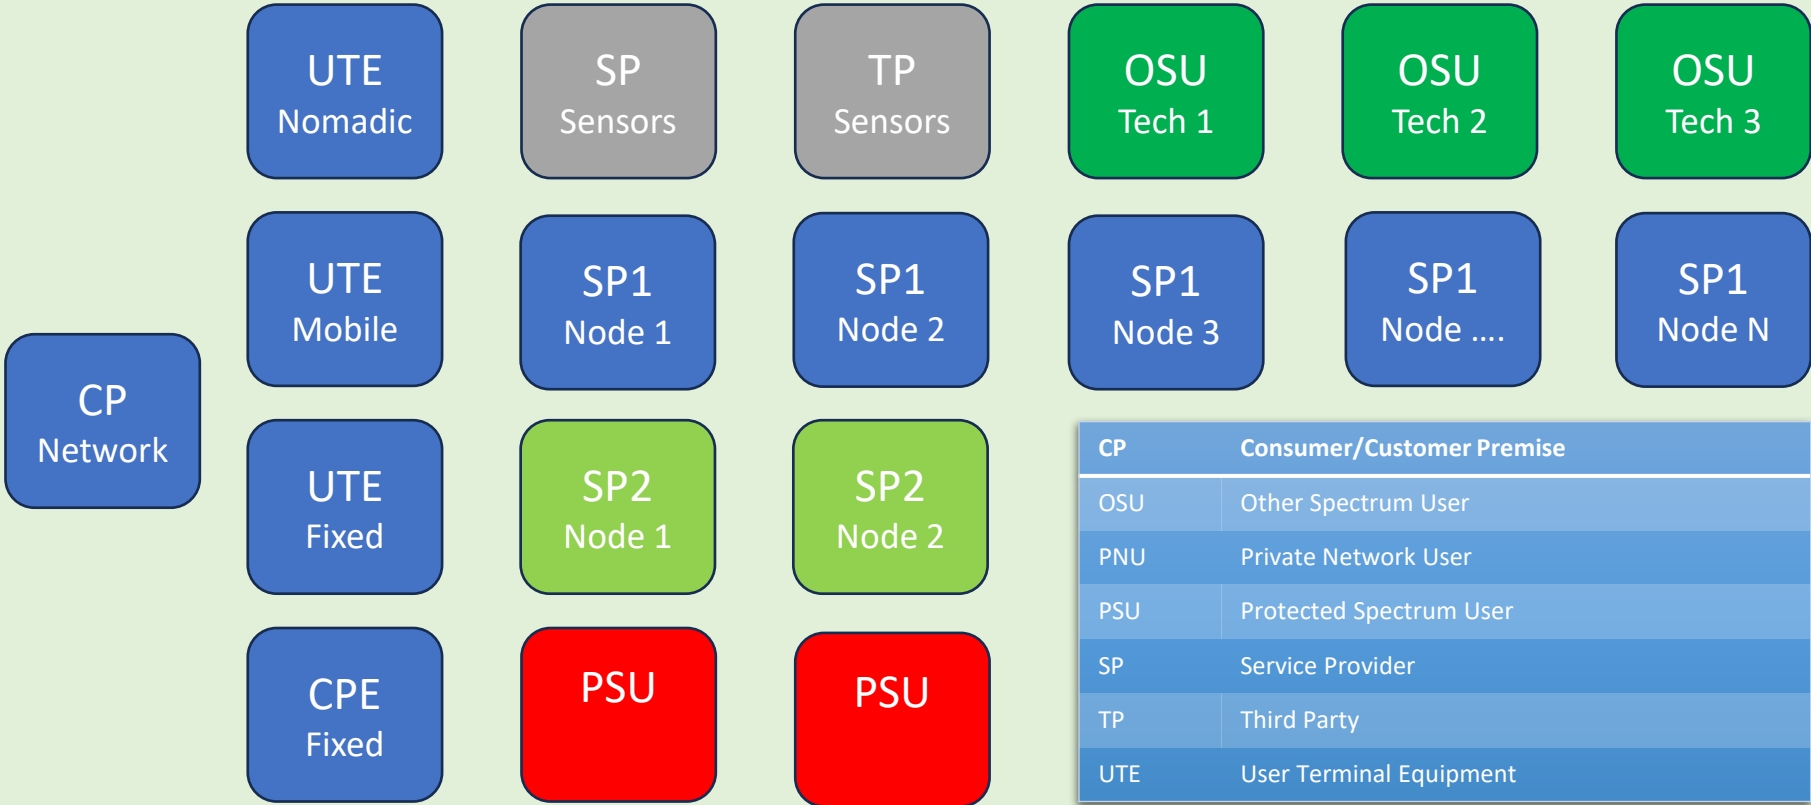 UTE
Nomadic
SP
Sensors
TP
Sensors
OSU
Tech 1
OSU
Tech 2
OSU
Tech 3
UTE
Mobile
SP1
Node 1
SP1
Node 2
SP1
Node 3
SP1
Node ....
SP1
Node N
CP
Network
UTE
Fixed
SP2
Node 1
SP2
Node 2
CPE
Fixed
PSU
PSU
CP Consumer/Customer Premise
OSU Other Spectrum User
PNU Private Network User
PSU Protected Spectrum User
SP Service Provider
TP Third Party
UTE User Terminal Equipment